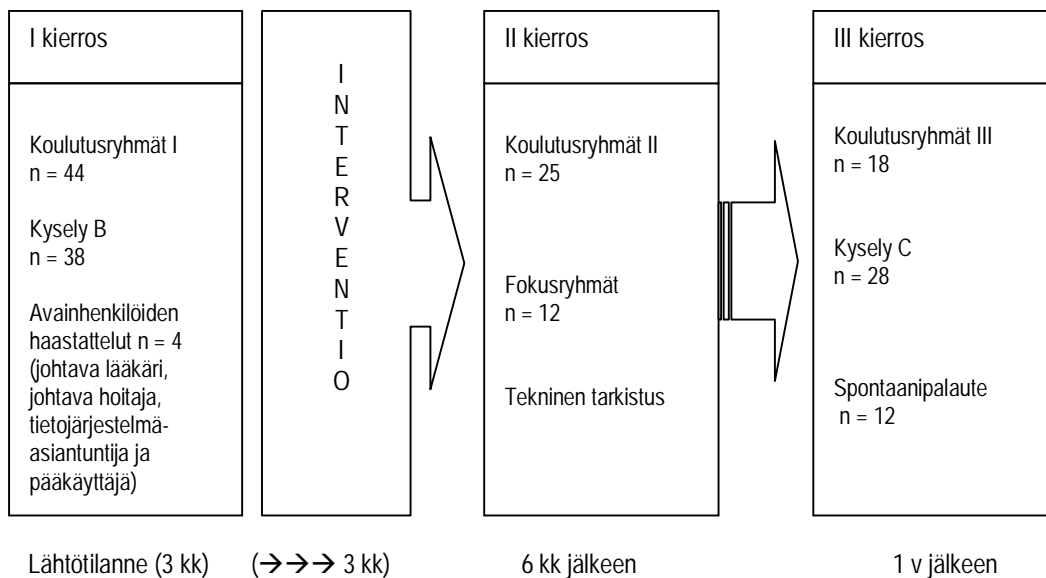 I kierros
Koulutusryhmät I
n = 44
Kysely B
n = 38
Avainhenkilöiden
haastattelut n = 4
(johtava lääkäri,
johtava hoitaja,
tietojärjestelmä-
asiantuntija ja
pääkäyttäjä)
Lähtötilanne (3 kk)
I
N
T
E
R
V
E
N
T
I
O
(→→→ 3 kk)
II kierros
Koulutusryhmät II
n = 25
Fokusryhmät
n = 12
Tekninen tarkistus
6 kk jälkeen
III kierros
Koulutusryhmät III
n = 18
Kysely C
n = 28
Spontaanipalaute
n = 12
1 v jälkeen